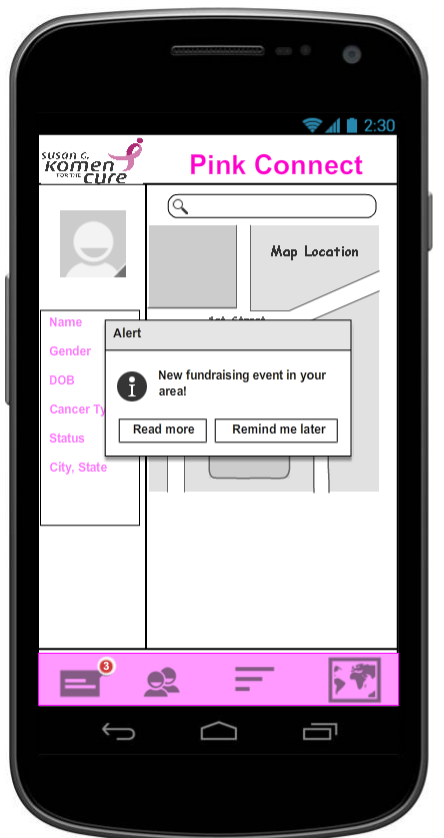 2:30
susan g.
komen
FOR THE
cure
Pink Connect
Map Location
1st Street
Alert
New fundraising event in your
area!
Read more
Remind me later
Name
Gender
DOB
Cancer Ty
Status
City, State
3